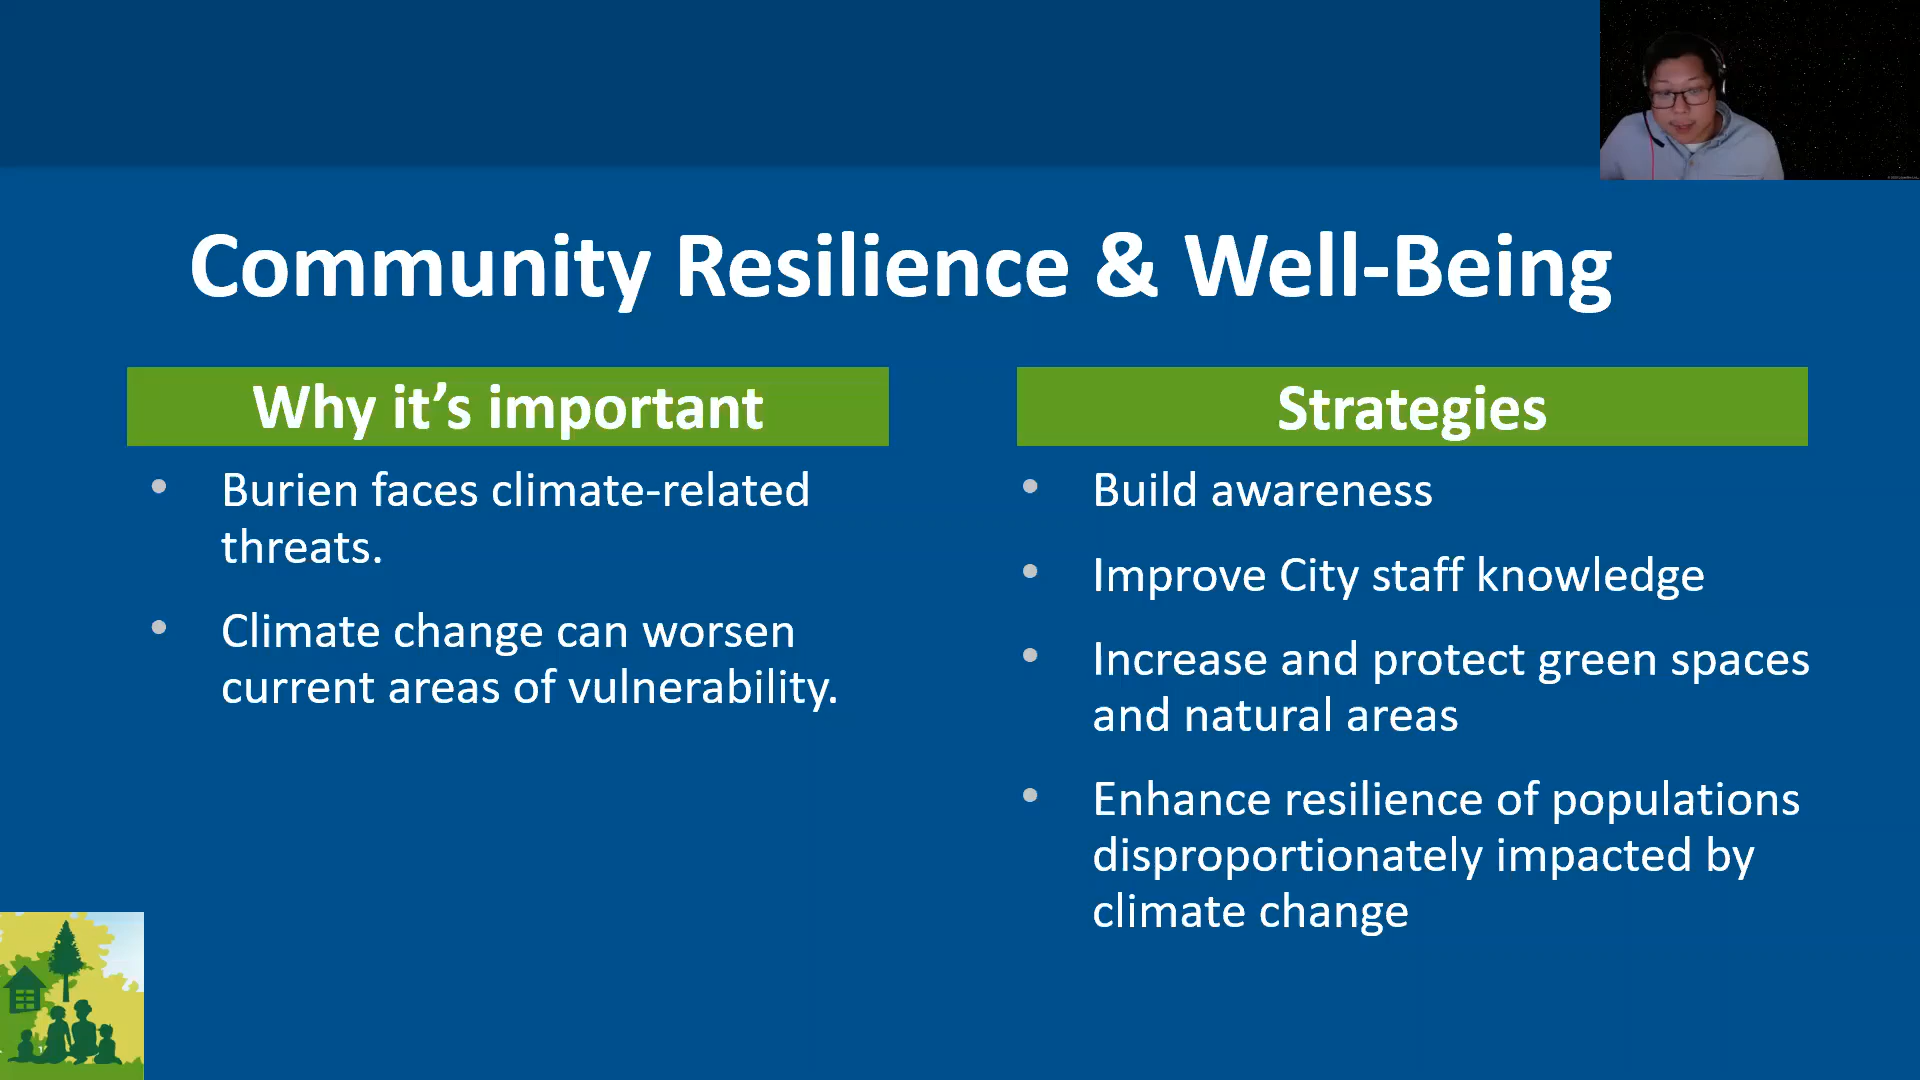 Community Resilience & Well-Being
Why it’s important
Burien faces climate-related
threats.
Climate change can worsen
current areas of vulnerability.
Strategies
Build awareness
Improve City staff knowledge
Increase and protect green spaces
and natural areas
Enhance resilience of populations
disproportionately impacted by
climate change